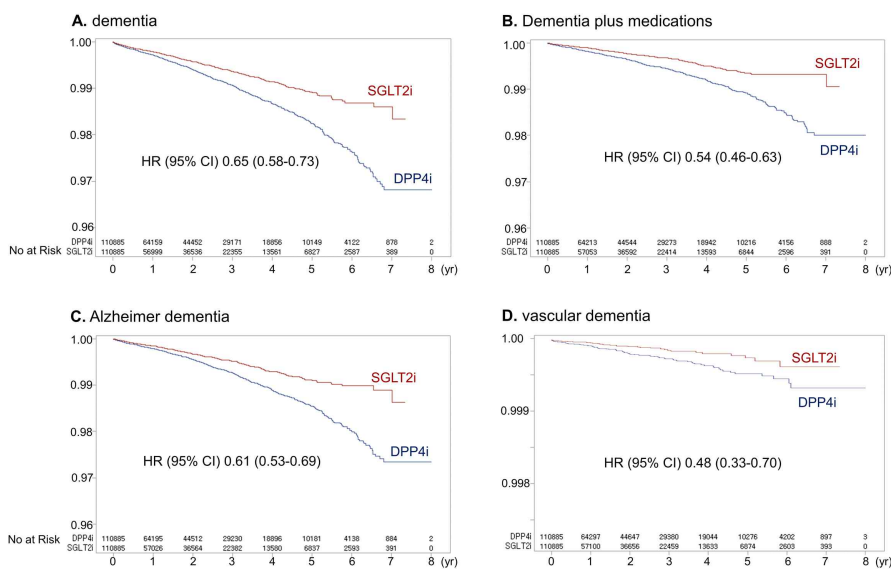 A. dementia
1.00
0.99
0.98
0.97
0.96
SGLT2i
DPP4i
HR (95% CI) 0.65 (0.58-0.73)
No at Risk
DPP4i 110885 64159 44452 29171 18856 10149 4122 878 2
SGLT2i 110885 56999 36536 22355 13561 6827 2587 389 0
0 1 2 3 4 5 6 7 8 (yr)
B. Dementia plus medications
1.00
0.99
0.98
0.97
0.96
SGLT2i
DPP4i
HR (95% CI) 0.54 (0.46-0.63)
110885 64213 44544 29273 18942 10216 4156 888 2
110885 57053 36592 22414 13593 6844 2596 391 0
0 1 2 3 4 5 6 7 8 (yr)
C. Alzheimer dementia
1.00
0.99
0.98
0.97
0.96
SGLT2i
DPP4i
HR (95% CI) 0.61 (0.53-0.69)
No at Risk
DPP4i 110885 64195 44512 29230 18896 10181 4138 884 2
SGLT2i 110885 57026 36564 22382 13580 6837 2593 391 0
0 1 2 3 4 5 6 7 8 (yr)
D. vascular dementia
1.00
0.999
0.998
SGLT2i
DPP4i
HR (95% CI) 0.48 (0.33-0.70)
DPP4i 110885 64297 44647 29380 19044 10276 4202 897 3
SGLT2i 110885 57100 36656 22459 13633 6874 2603 393 0
0 1 2 3 4 5 6 7 8 (yr)